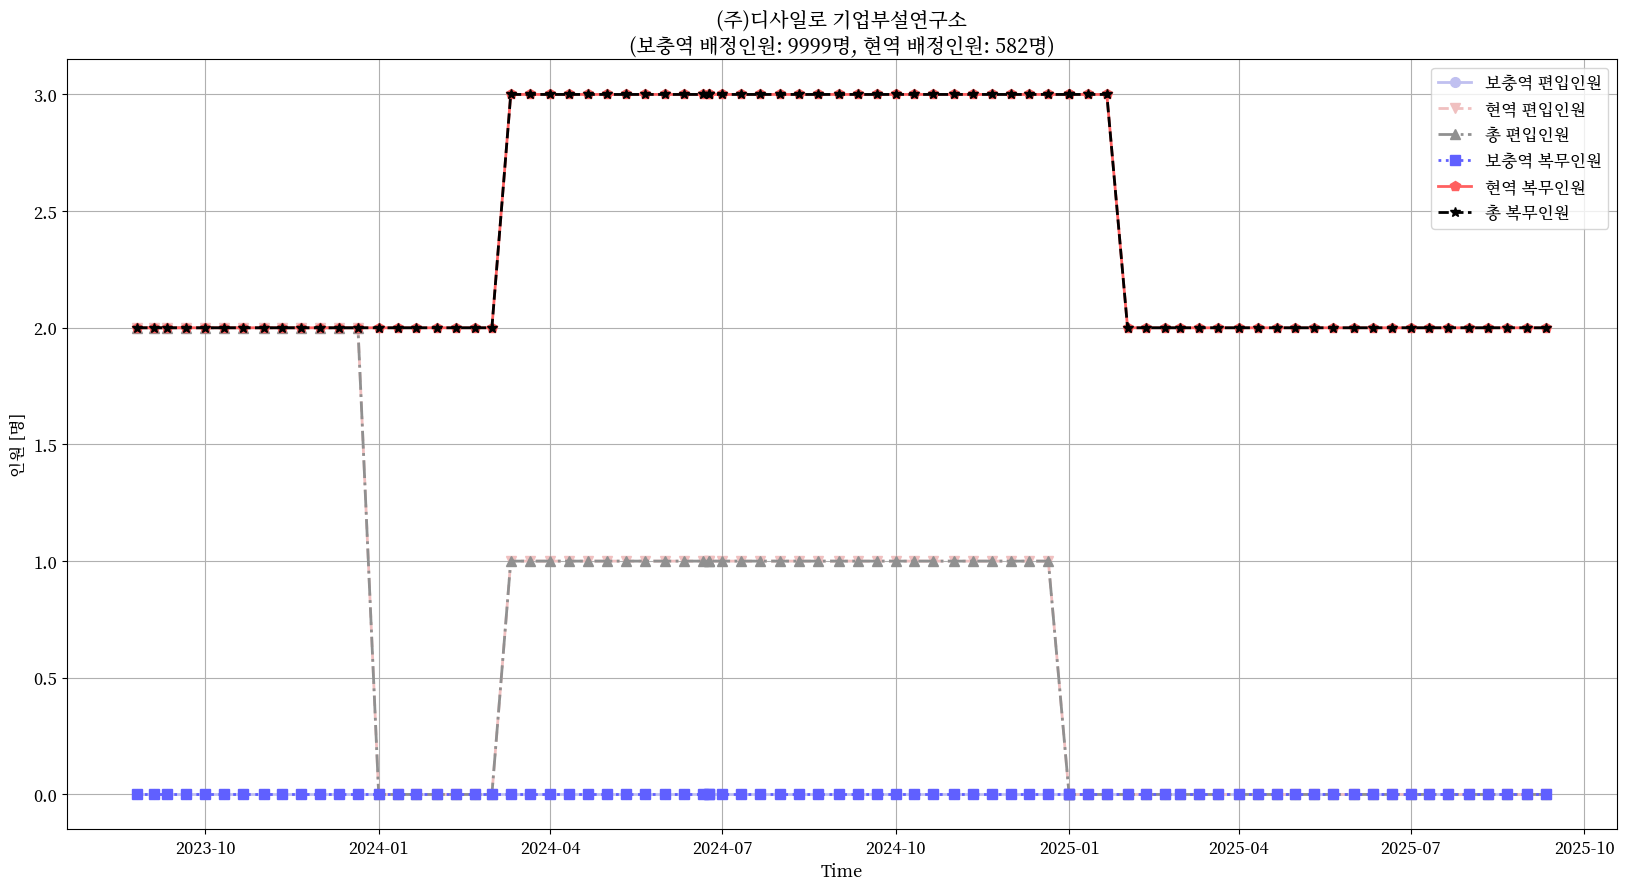 (주)디사일로 기업부설연구소
(보충역 배정인원: 9999명, 현역 배정인원: 582명)
3.0
2.5
2.0
1.5
1.0
0.5
0.0
인원 [명]
보충역 편입인원
현역 편입인원
총 편입인원
보충역 복무인원
현역 복무인원
총 복무인원
2023-10 2024-01 2024-04 2024-07 2024-10 2025-01 2025-04 2025-07 2025-10
Time